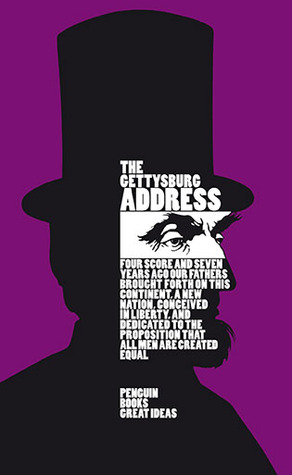 THE
GETTYSBURG
ADDRESS
FOUR SCORE AND SEVEN
YEARS AGO OUR FATHERS
BROUGHT FORTH ON THIS
CONTINENT, A NEW
NATION, CONCEIVED
IN LIBERTY, AND
DEDICATED TO THE
PROPOSITION THAT
ALL MEN ARE CREATED
EQUAL
PENGUIN
BOOKS
GREAT IDEAS